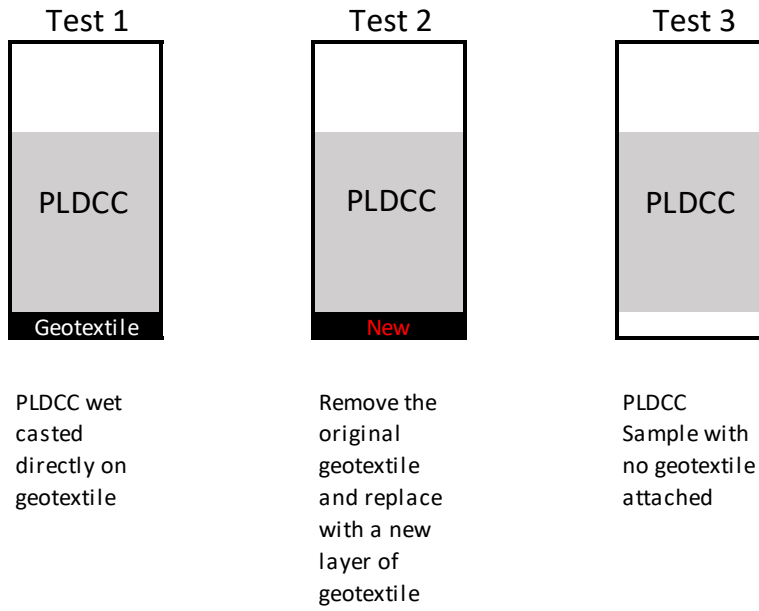 Test 1
PLDCC
Geotextile
PLDCC wet
casted
directly on
geotextile
Test 2
PLDCC
New
Remove the
original
geotextile
and replace
with a new
layer of
geotextile
Test 3
PLDCC
PLDCC
Sample with
no geotextile
attached